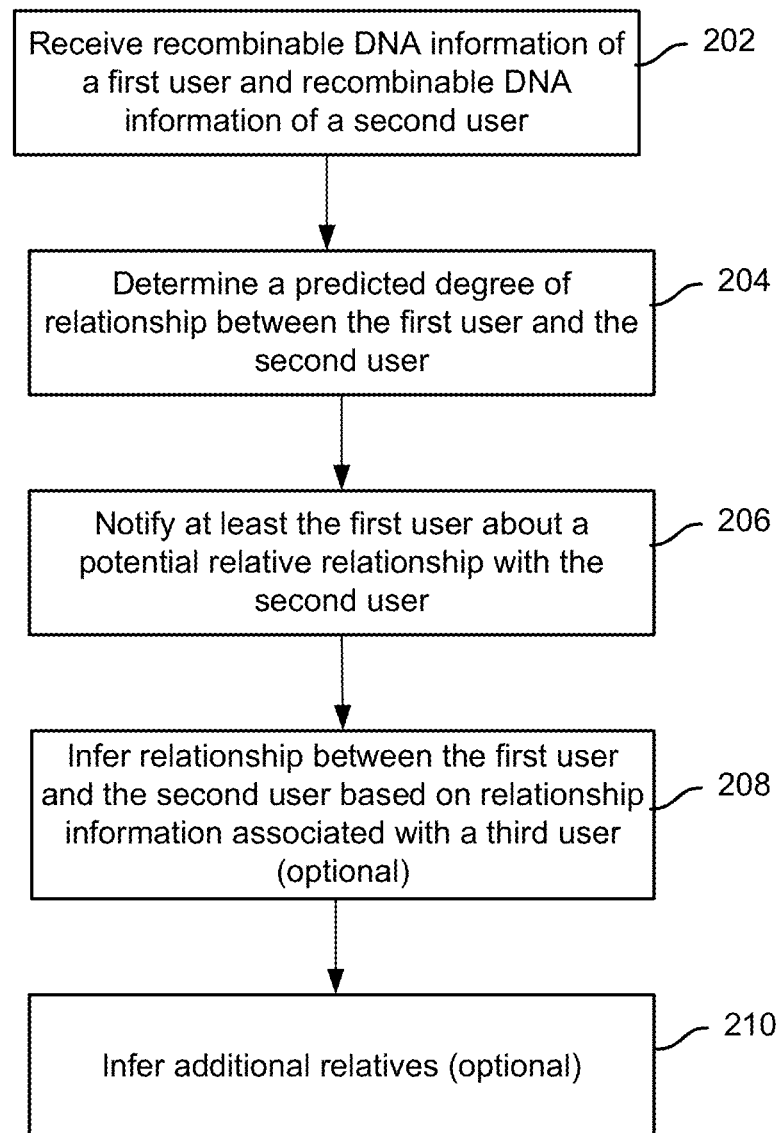 Receive recombinable DNA information of
a first user and recombinable DNA
information of a second user
202
Determine a predicted degree of
relationship between the first user and the
second user
204
Notify at least the first user about a
potential relative relationship with the
second user
206
Infer relationship between the first user
and the second user based on relationship
information associated with a third user
(optional)
208
Infer additional relatives (optional)
210